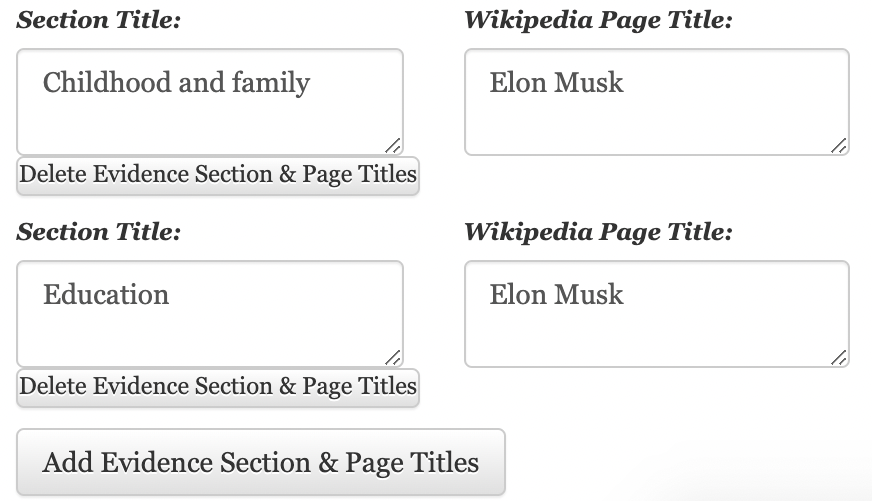 Section Title: Wikipedia Page Title:
Childhood and family Elon Musk
Delete Evidence Section & Page Titles
Section Title: Wikipedia Page Title:
Education Elon Musk
Delete Evidence Section & Page Titles
Add Evidence Section & Page Titles